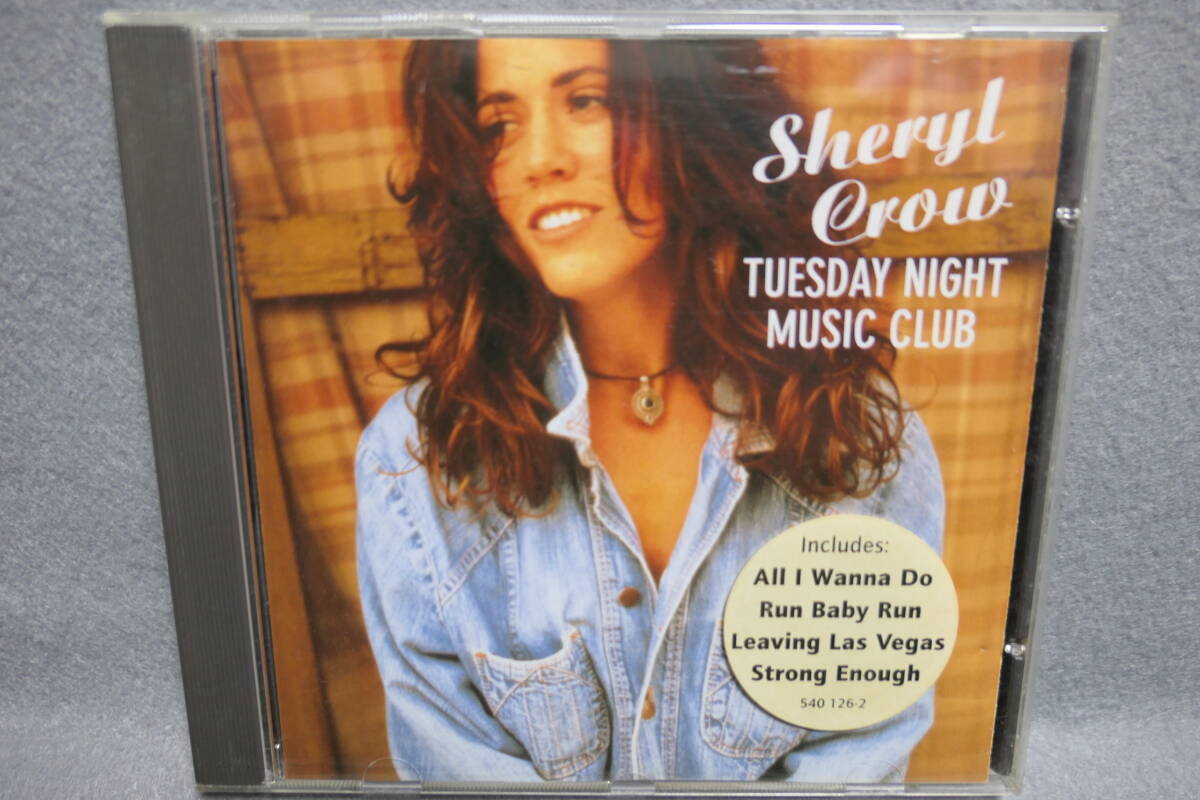 Sheryl
Crow
TUESDAY NIGHT
MUSIC CLUB
Includes:
All I Wanna Do
Run Baby Run
Leaving Las Vegas
Strong Enough
540 126-2